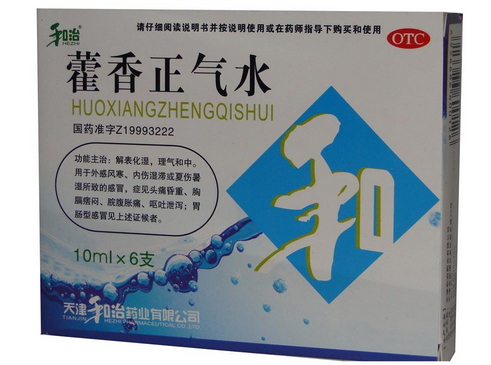 和治
HEZHI
请仔细阅读说明书并按说明使用或在药师指导下购买和使用
OTC
藿香正气水
HUOXIANGZHENGQISHUI
国药准字Z19993222
功能主治：解表化湿，理气和中。
用于外感风寒、内伤湿滞或夏伤暑
湿所致的感冒，症见头痛昏重、胸
膈痞闷、脘腹胀痛、呕吐泄泻；胃
肠型感冒见上述证候者。
和
10ml×6支
天津和治药业有限公司
TIANJIN HEZHI PHARMACEUTICAL CO.,LTD